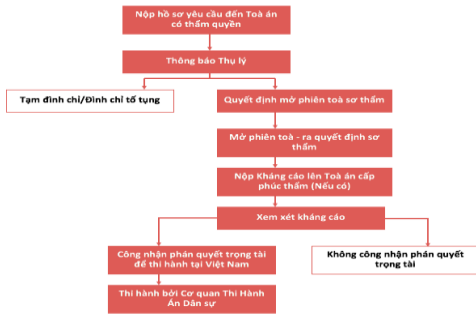 Nộp hồ sơ yêu cầu đến Toà án
có thẩm quyền
Thông báo Thụ lý
Tạm đình chỉ/Đình chỉ tố tụng
Quyết định mở phiên toà sơ thẩm
Mở phiên toà - ra quyết định sơ
thẩm
Nộp Kháng cáo lên Toà án cấp
phúc thẩm (Nếu có)
Xem xét kháng cáo
Công nhận phán quyết trọng tài
để thi hành tại Việt Nam
Không công nhận phán quyết
trọng tài
Thi hành bởi Cơ quan Thi Hành
Án Dân sự